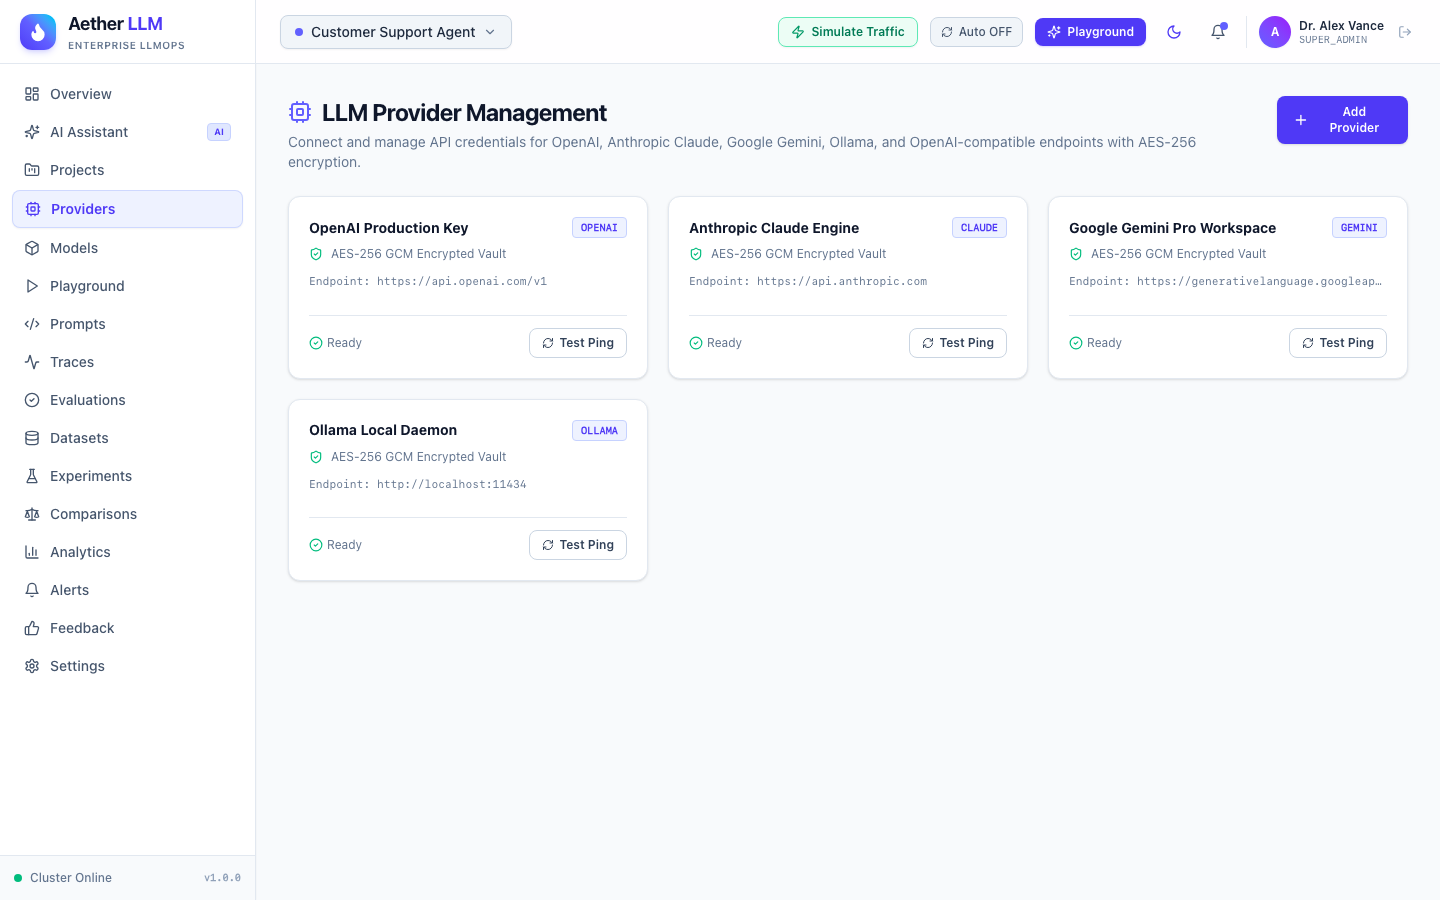 Aether LLM
ENTERPRISE LLMOPS
Customer Support Agent
Simulate Traffic
Auto OFF
Playground
A
Dr. Alex Vance
SUPER_ADMIN
Overview
AI Assistant
AI
Projects
Providers
Models
Playground
Prompts
Traces
Evaluations
Datasets
Experiments
Comparisons
Analytics
Alerts
Feedback
Settings
Cluster Online
v1.0.0
LLM Provider Management
Connect and manage API credentials for OpenAI, Anthropic Claude, Google Gemini, Ollama, and OpenAI-compatible endpoints with AES-256
encryption.
Add
Provider
OpenAI Production Key
OPENAI
AES-256 GCM Encrypted Vault
Endpoint: https://api.openai.com/v1
Ready
Test Ping
Anthropic Claude Engine
CLAUDE
AES-256 GCM Encrypted Vault
Endpoint: https://api.anthropic.com
Ready
Test Ping
Google Gemini Pro Workspace
GEMINI
AES-256 GCM Encrypted Vault
Endpoint: https://generativelanguage.googleap…
Ready
Test Ping
Ollama Local Daemon
OLLAMA
AES-256 GCM Encrypted Vault
Endpoint: http://localhost:11434
Ready
Test Ping